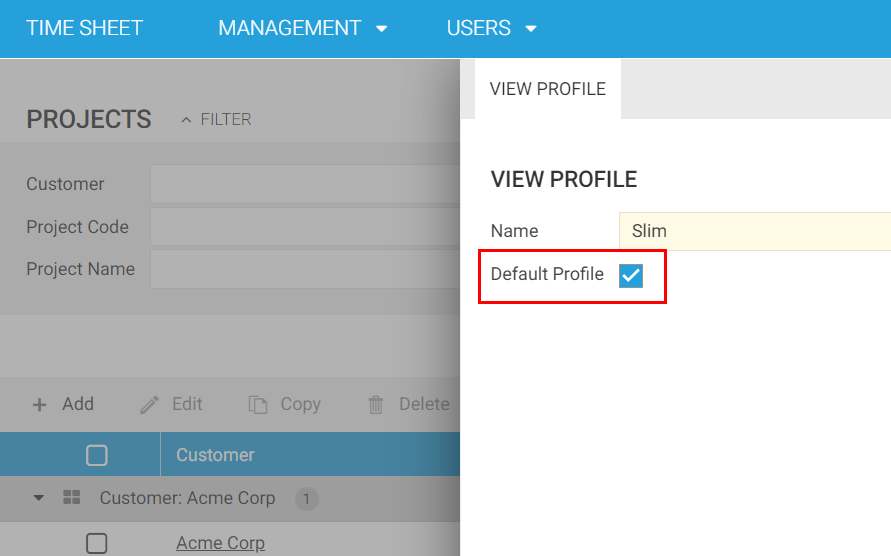 TIME SHEET MANAGEMENT USERS
PROJECTS FILTER
Customer
Project Code
Project Name
Add Edit Copy Delete
Customer
Customer: Acme Corp 1
Acme Corp
VIEW PROFILE
VIEW PROFILE
Name Slim
Default Profile